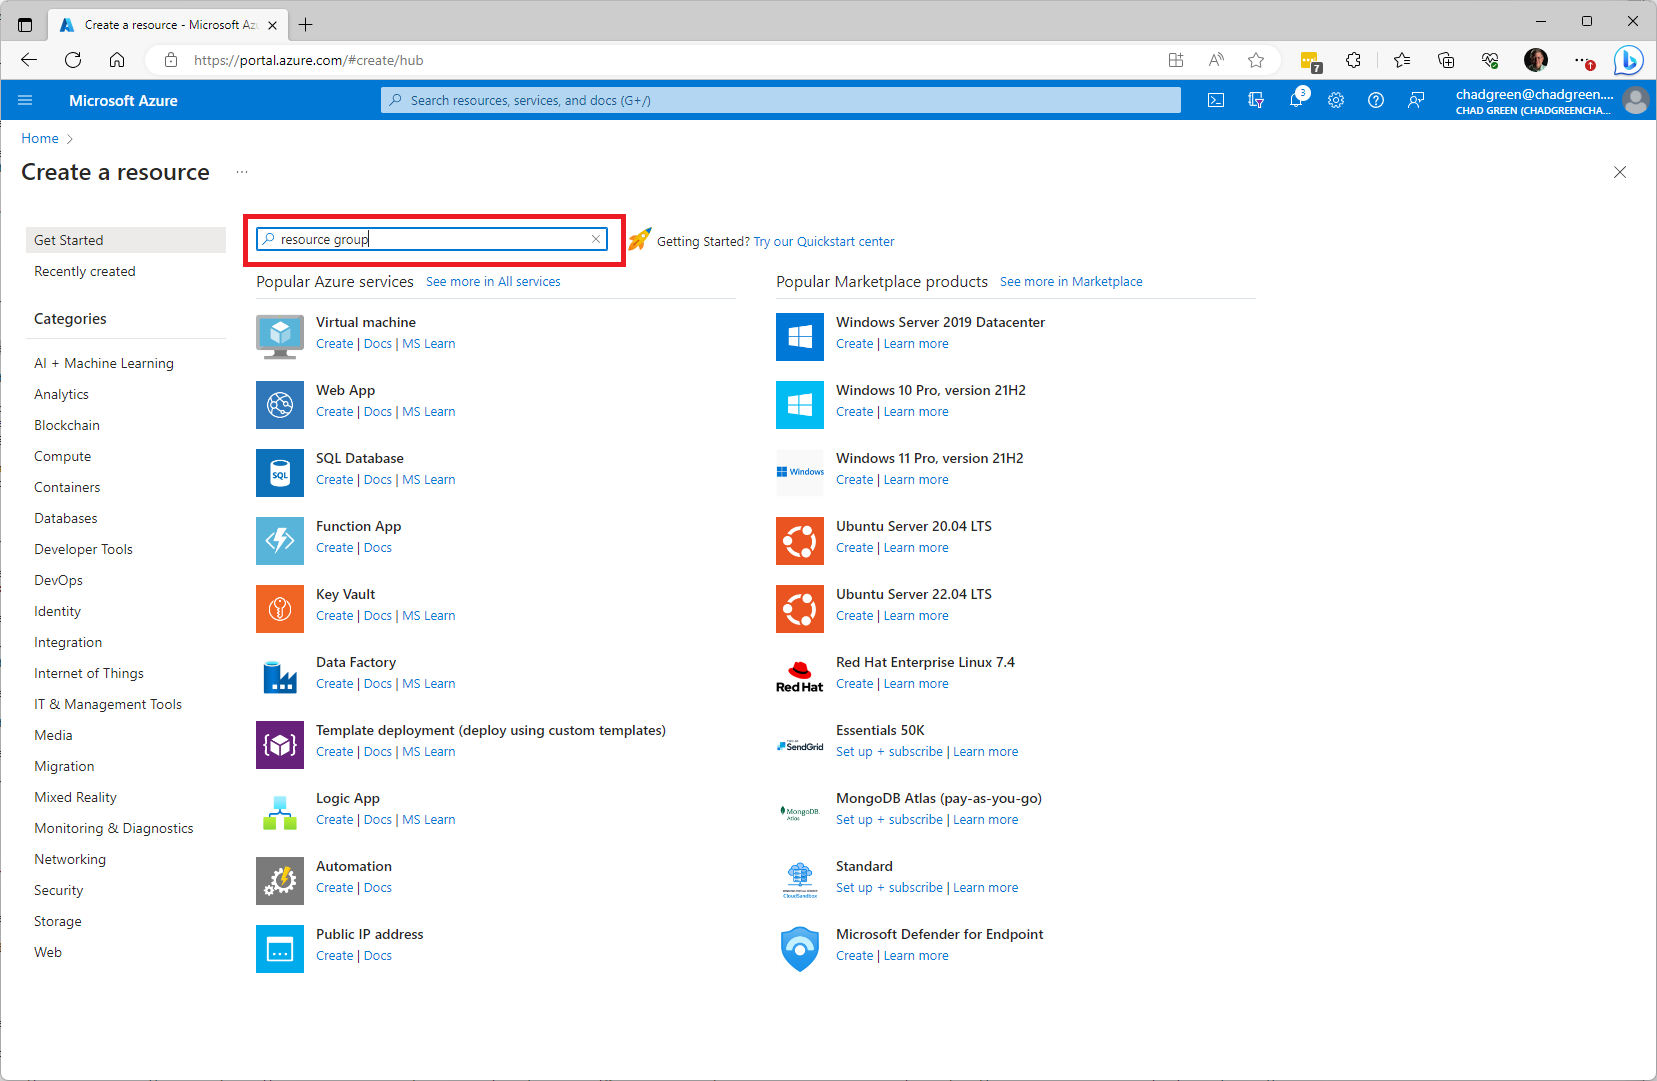 Create a resource - Microsoft Az
https://portal.azure.com/#create/hub
7
Microsoft Azure
Search resources, services, and docs (G+/)
3
chadgreen@chadgreen....
CHAD GREEN (CHADGREENCHA...
Home
Create a resource
...
Get Started
Recently created
Categories
AI + Machine Learning
Analytics
Blockchain
Compute
Containers
Databases
Developer Tools
DevOps
Identity
Integration
Internet of Things
IT & Management Tools
Media
Migration
Mixed Reality
Monitoring & Diagnostics
Networking
Security
Storage
Web
resource group
Getting Started? Try our Quickstart center
Popular Azure services See more in All services
Virtual machine
Create | Docs | MS Learn
Web App
Create | Docs | MS Learn
SQL
SQL Database
Create | Docs | MS Learn
Function App
Create | Docs
Key Vault
Create | Docs | MS Learn
Data Factory
Create | Docs | MS Learn
Template deployment (deploy using custom templates)
Create | Docs | MS Learn
Logic App
Create | Docs | MS Learn
Automation
Create | Docs
Public IP address
Create | Docs
Popular Marketplace products See more in Marketplace
Windows Server 2019 Datacenter
Create | Learn more
Windows 10 Pro, version 21H2
Create | Learn more
Windows
Windows 11 Pro, version 21H2
Create | Learn more
Ubuntu Server 20.04 LTS
Create | Learn more
Ubuntu Server 22.04 LTS
Create | Learn more
Red Hat
Red Hat Enterprise Linux 7.4
Create | Learn more
SendGrid
Essentials 50K
Set up + subscribe | Learn more
MongoDB.
Atlas
MongoDB Atlas (pay-as-you-go)
Set up + subscribe | Learn more
CloudSandbox
Standard
Set up + subscribe | Learn more
Microsoft Defender for Endpoint
Create | Learn more